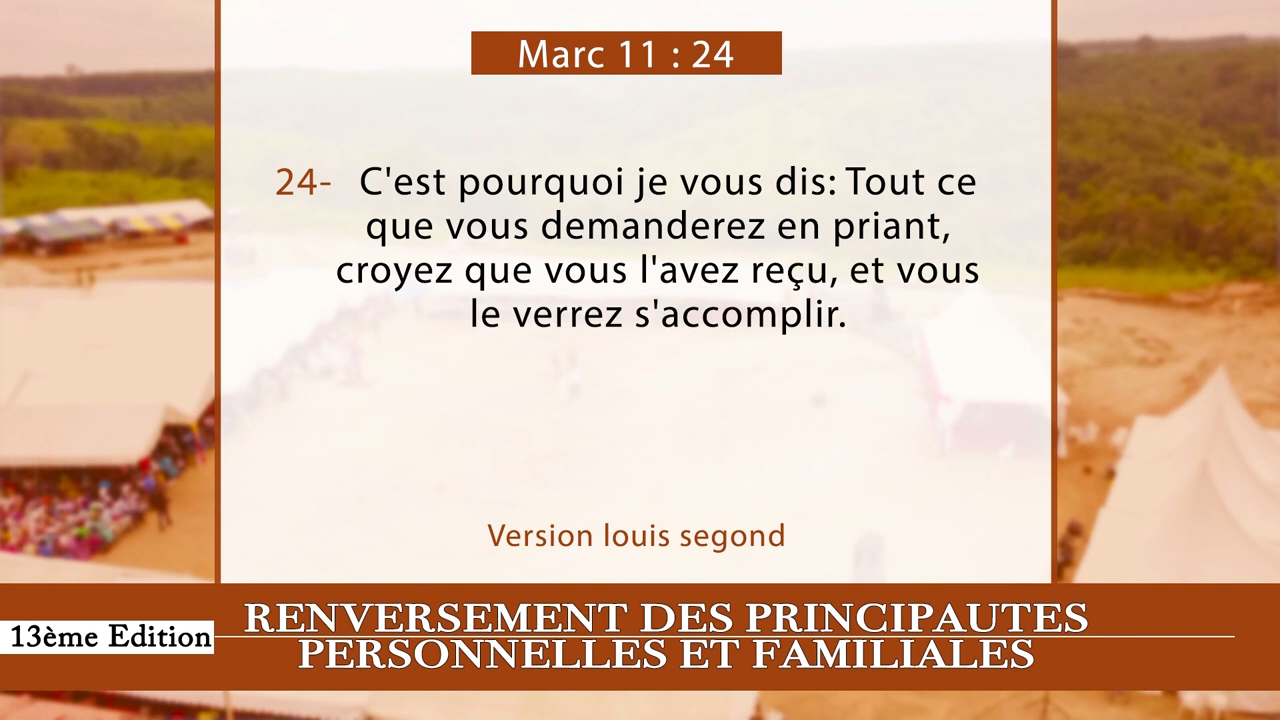 Marc 11 : 24
24- C'est pourquoi je vous dis: Tout ce
que vous demanderez en priant,
croyez que vous l'avez reçu, et vous
le verrez s'accomplir.
Version louis segond
13ème Edition
RENVERSEMENT DES PRINCIPAUTES
PERSONNELLES ET FAMILIALES